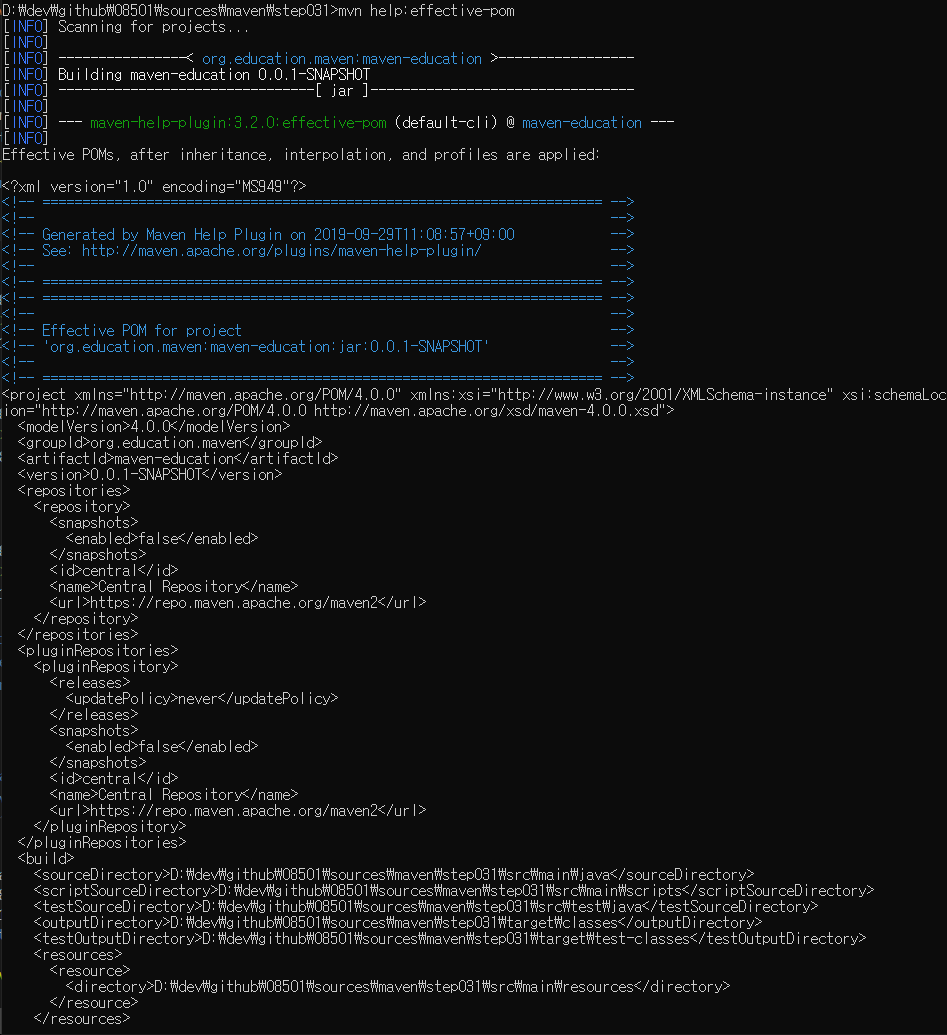 D:₩dev₩github₩08501₩sources₩maven₩step031>mvn help:effective-pom
[INFO] Scanning for projects...
[INFO]
[INFO] ----------------< org.education.maven:maven-education >-----------------
[INFO] Building maven-education 0.0.1-SNAPSHOT
[INFO] --------------------------------[ jar ]---------------------------------
[INFO]
[INFO] --- maven-help-plugin:3.2.0:effective-pom (default-cli) @ maven-education ---
[INFO]
Effective POMs, after inheritance, interpolation, and profiles are applied:

<?xml version="1.0" encoding="MS949"?>
<!-- ====================================================================== -->
<!--                                                                        -->
<!-- Generated by Maven Help Plugin on 2019-09-29T11:08:57+09:00            -->
<!-- See: http://maven.apache.org/plugins/maven-help-plugin/                -->
<!--                                                                        -->
<!-- ====================================================================== -->
<!-- ====================================================================== -->
<!--                                                                        -->
<!-- Effective POM for project                                              -->
<!-- 'org.education.maven:maven-education:jar:0.0.1-SNAPSHOT'               -->
<!--                                                                        -->
<!-- ====================================================================== -->
<project xmlns="http://maven.apache.org/POM/4.0.0" xmlns:xsi="http://www.w3.org/2001/XMLSchema-instance" xsi:schemaLoc
ion="http://maven.apache.org/POM/4.0.0 http://maven.apache.org/xsd/maven-4.0.0.xsd">
  <modelVersion>4.0.0</modelVersion>
  <groupId>org.education.maven</groupId>
  <artifactId>maven-education</artifactId>
  <version>0.0.1-SNAPSHOT</version>
  <repositories>
    <repository>
      <snapshots>
        <enabled>false</enabled>
      </snapshots>
      <id>central</id>
      <name>Central Repository</name>
      <url>https://repo.maven.apache.org/maven2</url>
    </repository>
  </repositories>
  <pluginRepositories>
    <pluginRepository>
      <releases>
        <updatePolicy>never</updatePolicy>
      </releases>
      <snapshots>
        <enabled>false</enabled>
      </snapshots>
      <id>central</id>
      <name>Central Repository</name>
      <url>https://repo.maven.apache.org/maven2</url>
    </pluginRepository>
  </pluginRepositories>
  <build>
    <sourceDirectory>D:₩dev₩github₩08501₩sources₩maven₩step031₩src₩main₩java</sourceDirectory>
    <scriptSourceDirectory>D:₩dev₩github₩08501₩sources₩maven₩step031₩src₩main₩scripts</scriptSourceDirectory>
    <testSourceDirectory>D:₩dev₩github₩08501₩sources₩maven₩step031₩src₩test₩java</testSourceDirectory>
    <outputDirectory>D:₩dev₩github₩08501₩sources₩maven₩step031₩target₩classes</outputDirectory>
    <testOutputDirectory>D:₩dev₩github₩08501₩sources₩maven₩step031₩target₩test-classes</testOutputDirectory>
    <resources>
      <resource>
        <directory>D:₩dev₩github₩08501₩sources₩maven₩step031₩src₩main₩resources</directory>
      </resource>
    </resources>